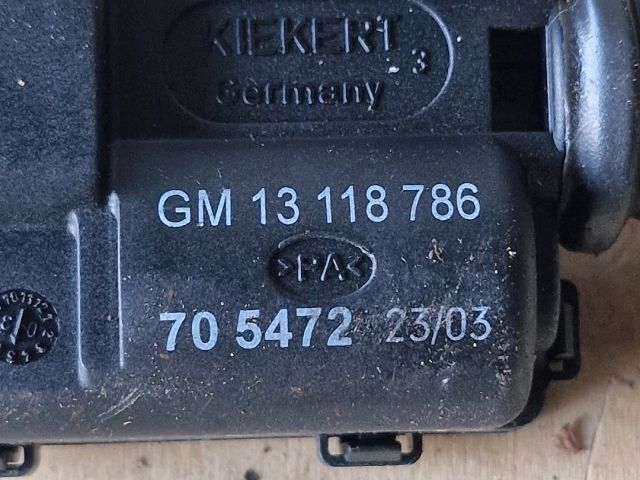 KIEKERT
3
Germany
GM 13 118 786
>PA<
70 5472 23/03